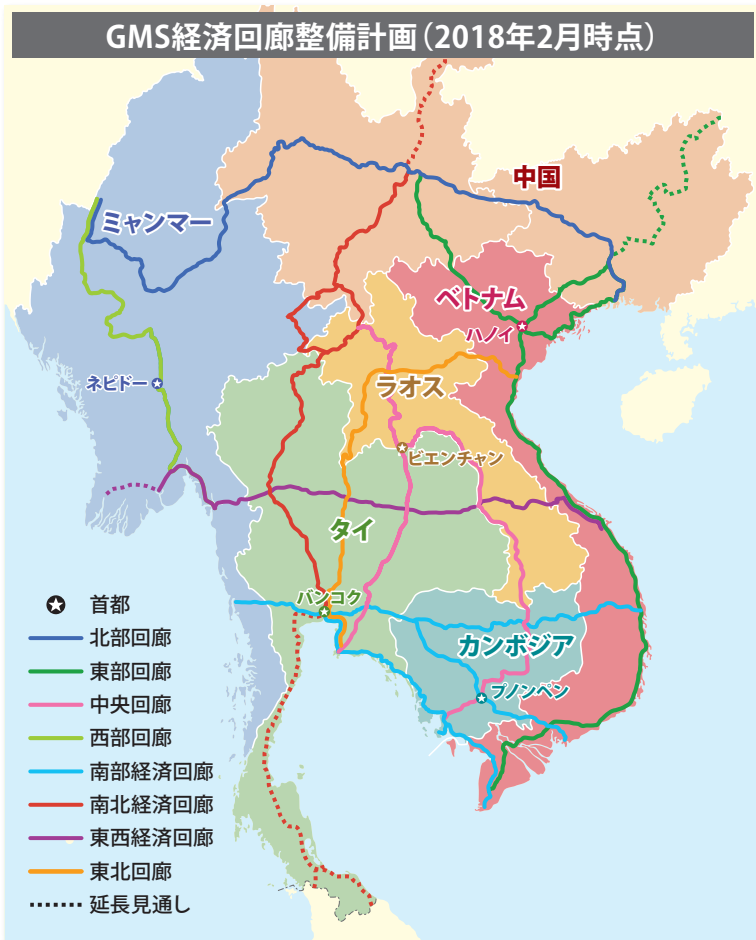 GMS経済回廊整備計画（2018年2月時点）
中国
ミャンマー
ベトナム
ハノイ
ネピドー
ラオス
ビエンチャン
タイ
バンコク
カンボジア
プノンペン
首都
北部回廊
東部回廊
中央回廊
西部回廊
南部経済回廊
南北経済回廊
東西経済回廊
東北回廊
延長見通し